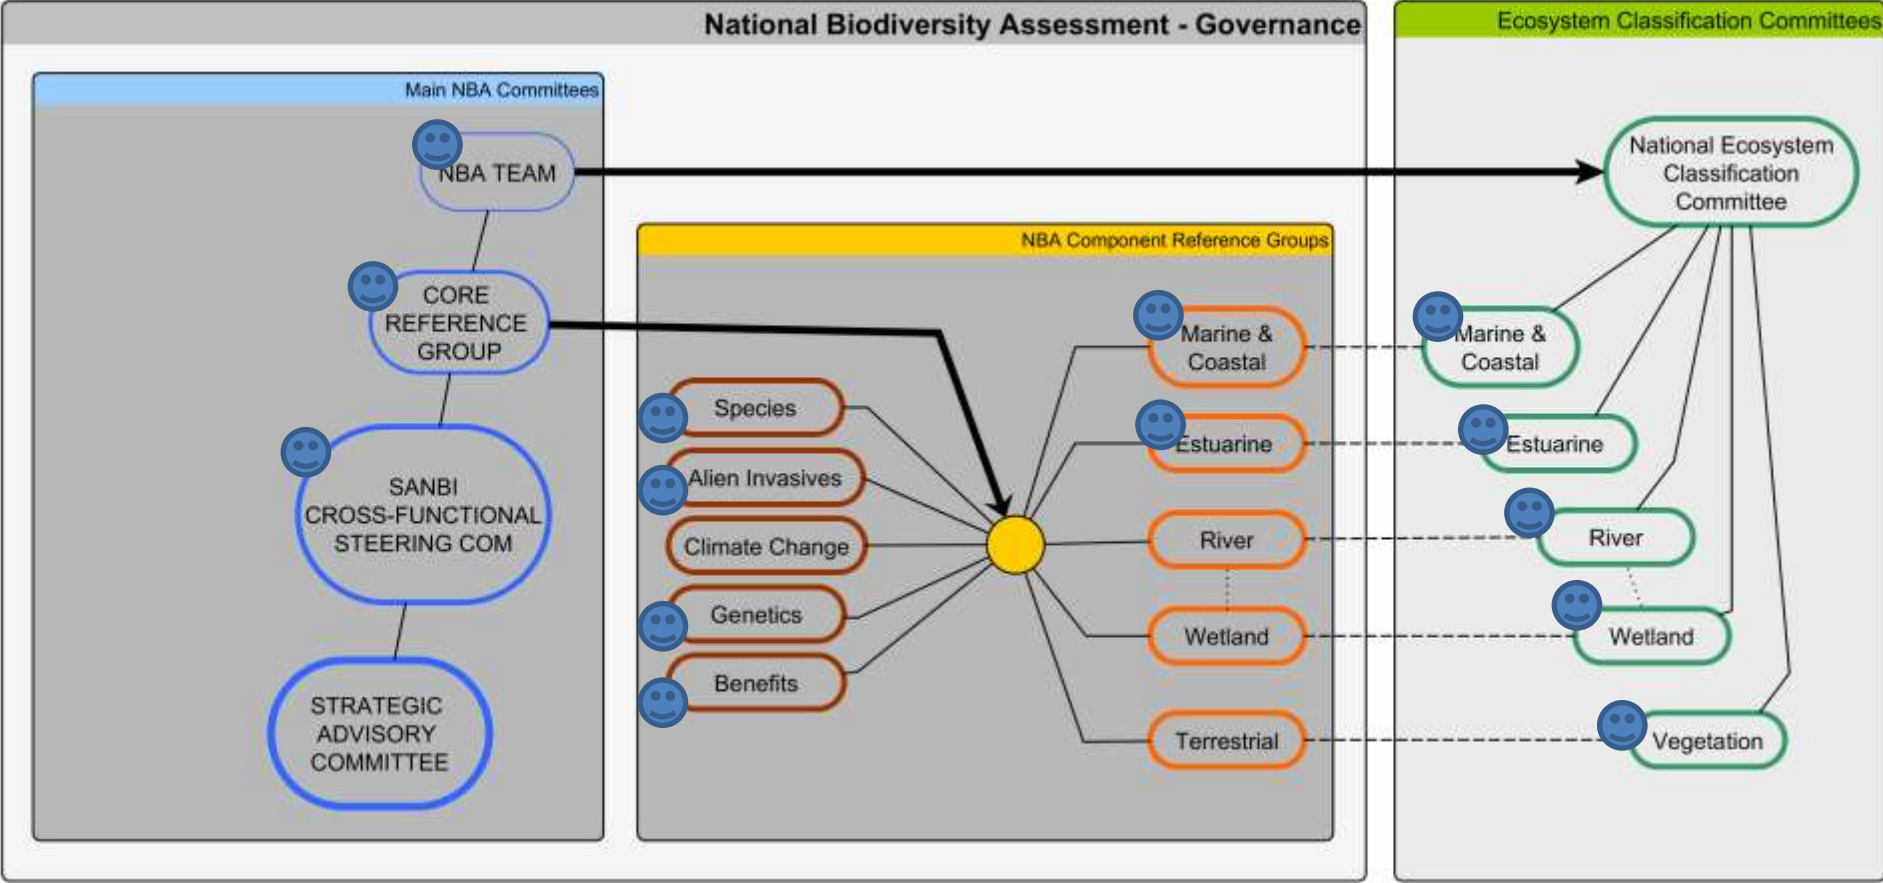 National Biodiversity Assessment - Governance
Main NBA Committees
NBA TEAM
CORE
REFERENCE
GROUP
SANBI
CROSS-FUNCTIONAL
STEERING COM
STRATEGIC
ADVISORY
COMMITTEE
NBA Component Reference Groups
Species
Alien Invasives
Climate Change
Genetics
Benefits
Marine &
Coastal
Estuarine
River
Wetland
Terrestrial
Ecosystem Classification Committees
National Ecosystem
Classification
Committee
Marine &
Coastal
Estuarine
River
Wetland
Vegetation